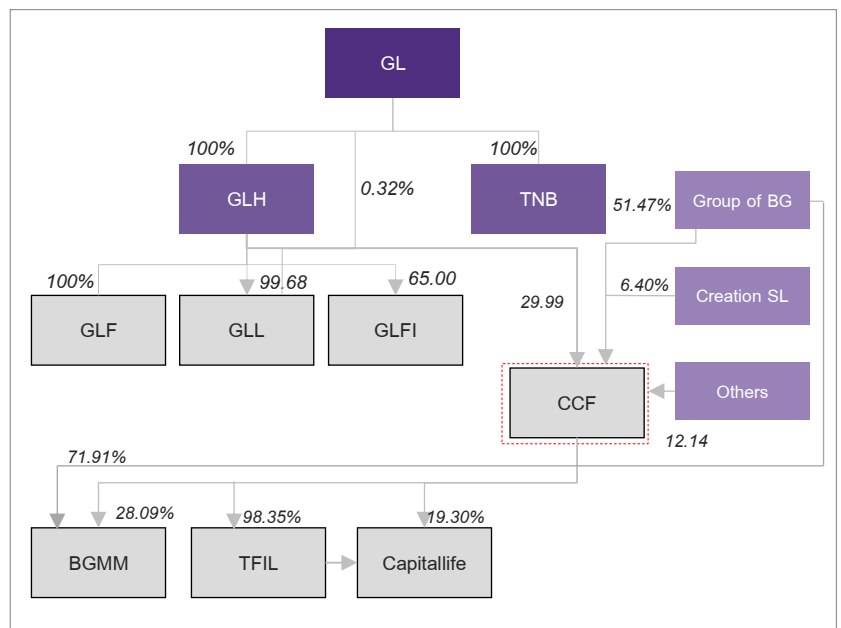 GL
100%
100%
GLH
0.32%
TNB
51.47%
Group of BG
100%
99.68
65.00
29.99
6.40%
Creation SL
GLF
GLL
GLFI
CCF
Others
12.14
71.91%
28.09%
98.35%
19.30%
BGMM
TFIL
Capitallife